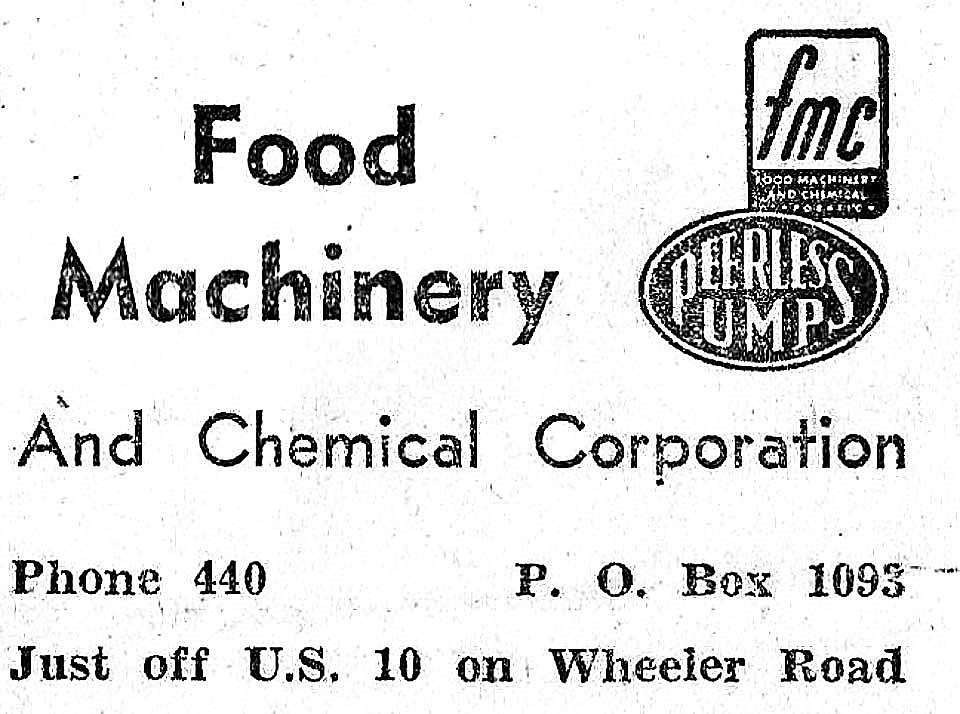 Food
Machinery
And Chemical Corporation
fmc
FOOD MACHINERY
AND CHEMICAL
CORPORATION
PEERLESS
PUMPS
Phone 440 P. O. Box 1093
Just off U.S. 10 on Wheeler Road